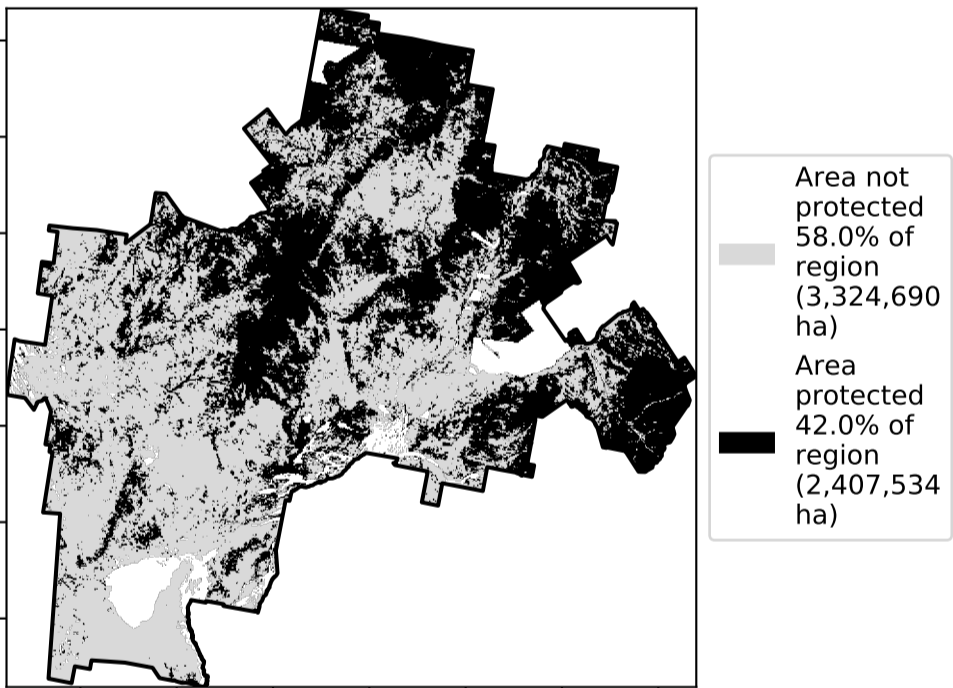 Area not
protected
58.0% of
region
(3,324,690
ha)
Area
protected
42.0% of
region
(2,407,534
ha)